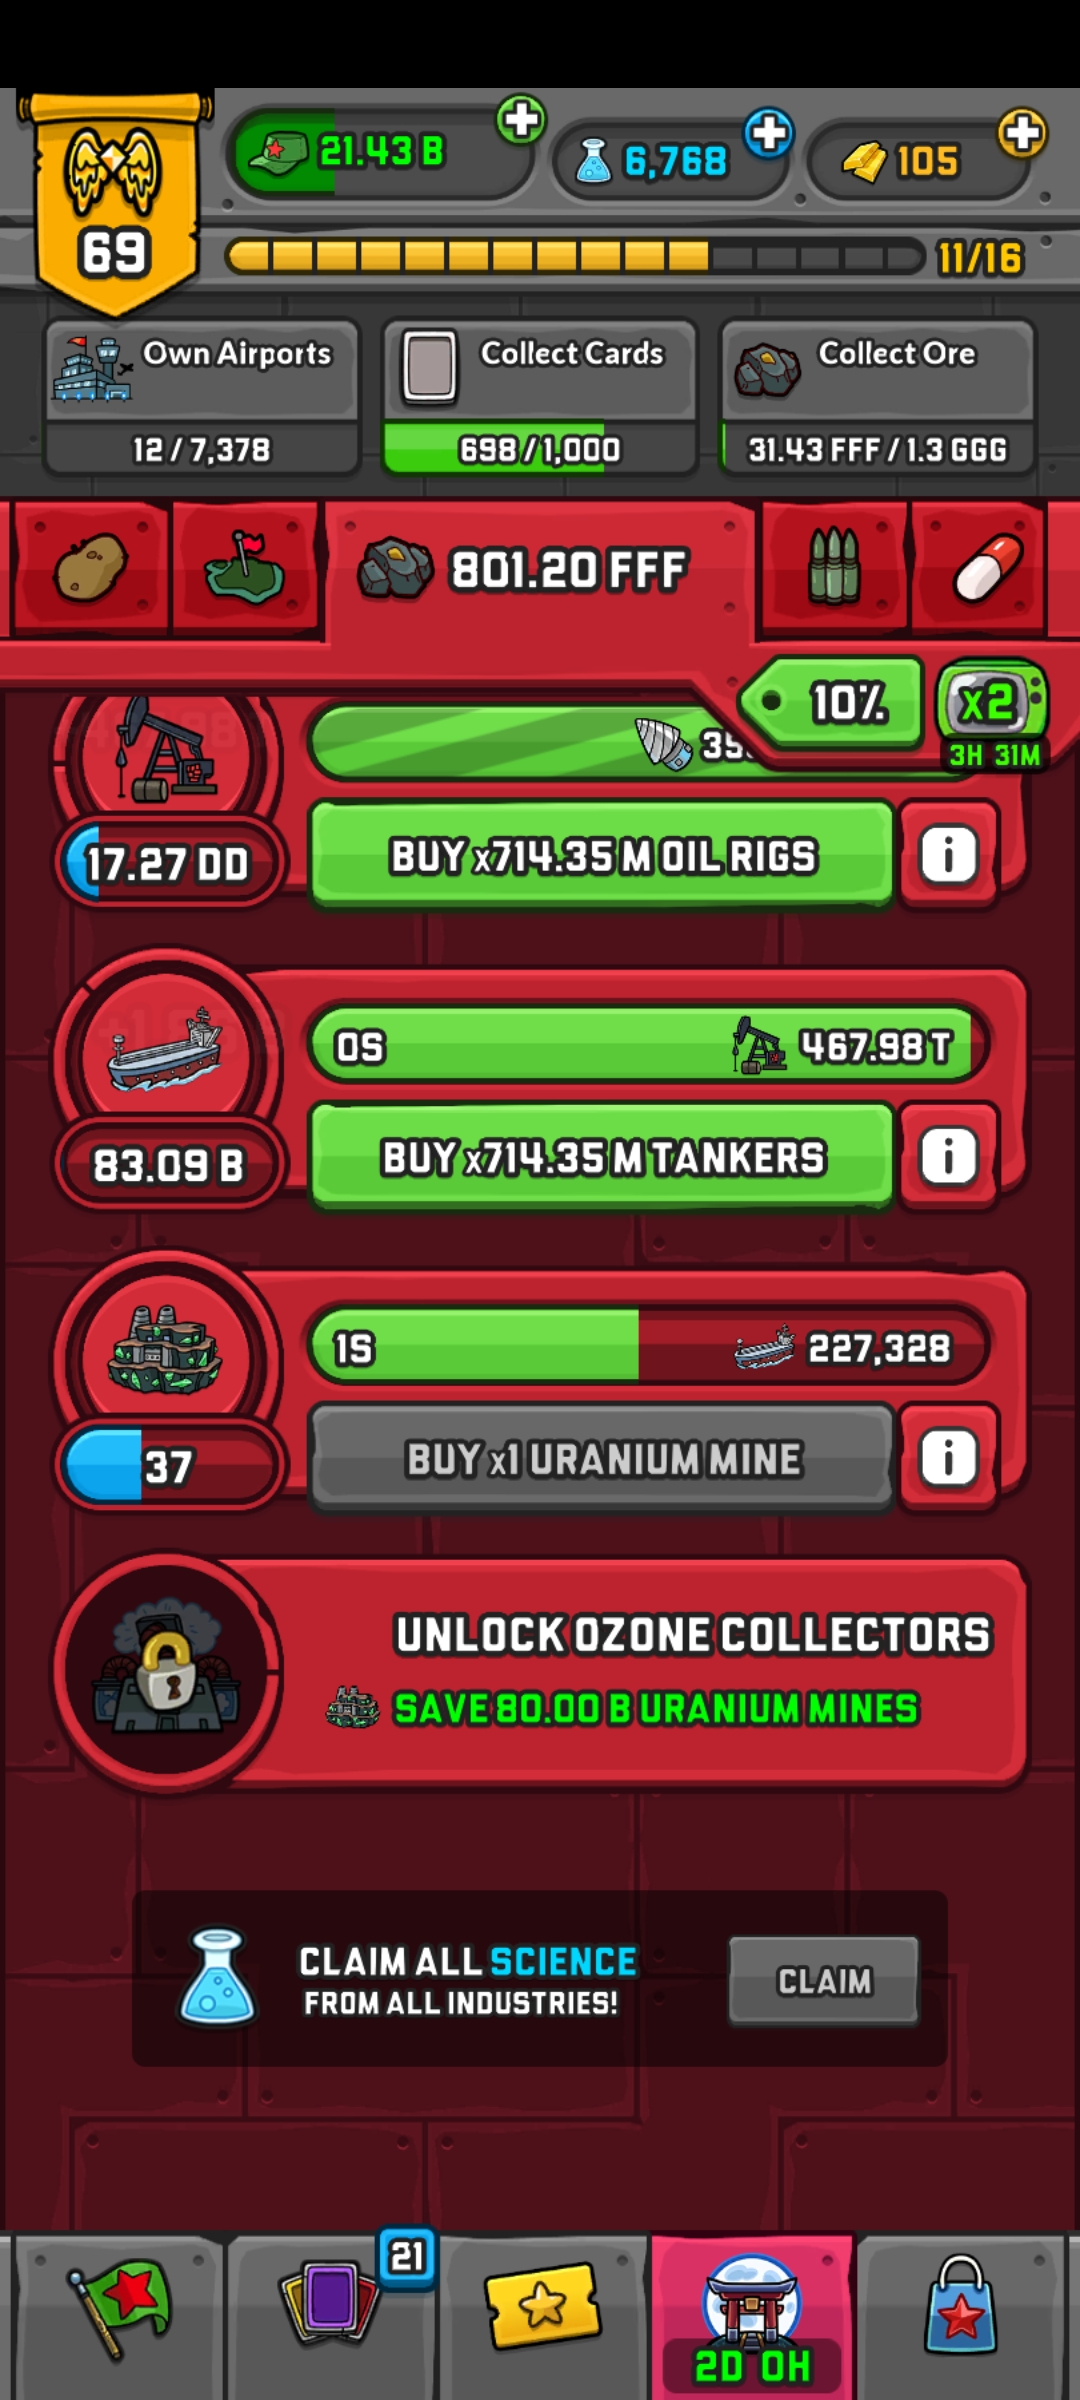 21.43 B
6,768
105
69
11/16
Own Airports
Collect Cards
Collect Ore
12 / 7,378
698 / 1,000
31.43 FFF / 1.3 GGG
801.20 FFF
10%
x2
3H 31M
35
17.27 DD
BUY x714.35 M OIL RIGS
i
0S
467.98 T
83.09 B
BUY x714.35 M TANKERS
i
1S
227,328
37
BUY x1 URANIUM MINE
i
UNLOCK OZONE COLLECTORS
SAVE 80.00 B URANIUM MINES
CLAIM ALL SCIENCE
FROM ALL INDUSTRIES!
CLAIM
21
2D 0H